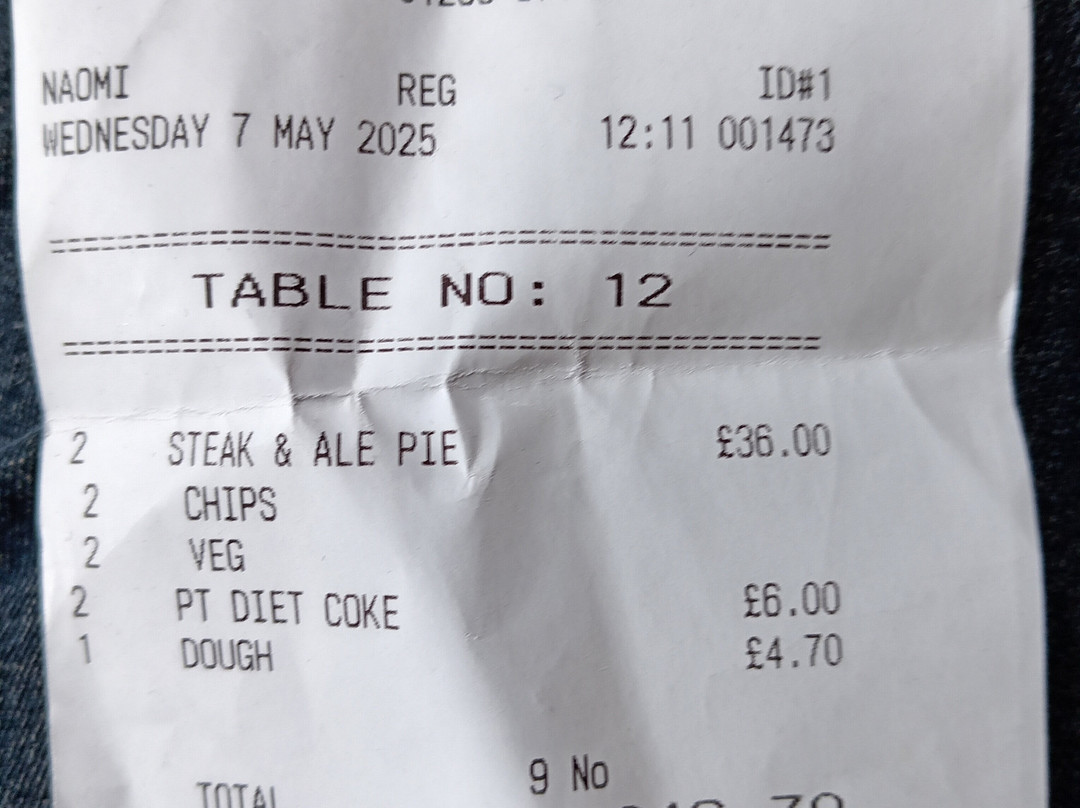 NAOMI REG ID#1
WEDNESDAY 7 MAY 2025 12:11 001473
========================================
TABLE NO: 12
========================================
2 STEAK & ALE PIE £36.00
2 CHIPS
2 VEG
2 PT DIET COKE £6.00
1 DOUGH £4.70
9 No
TOTAL